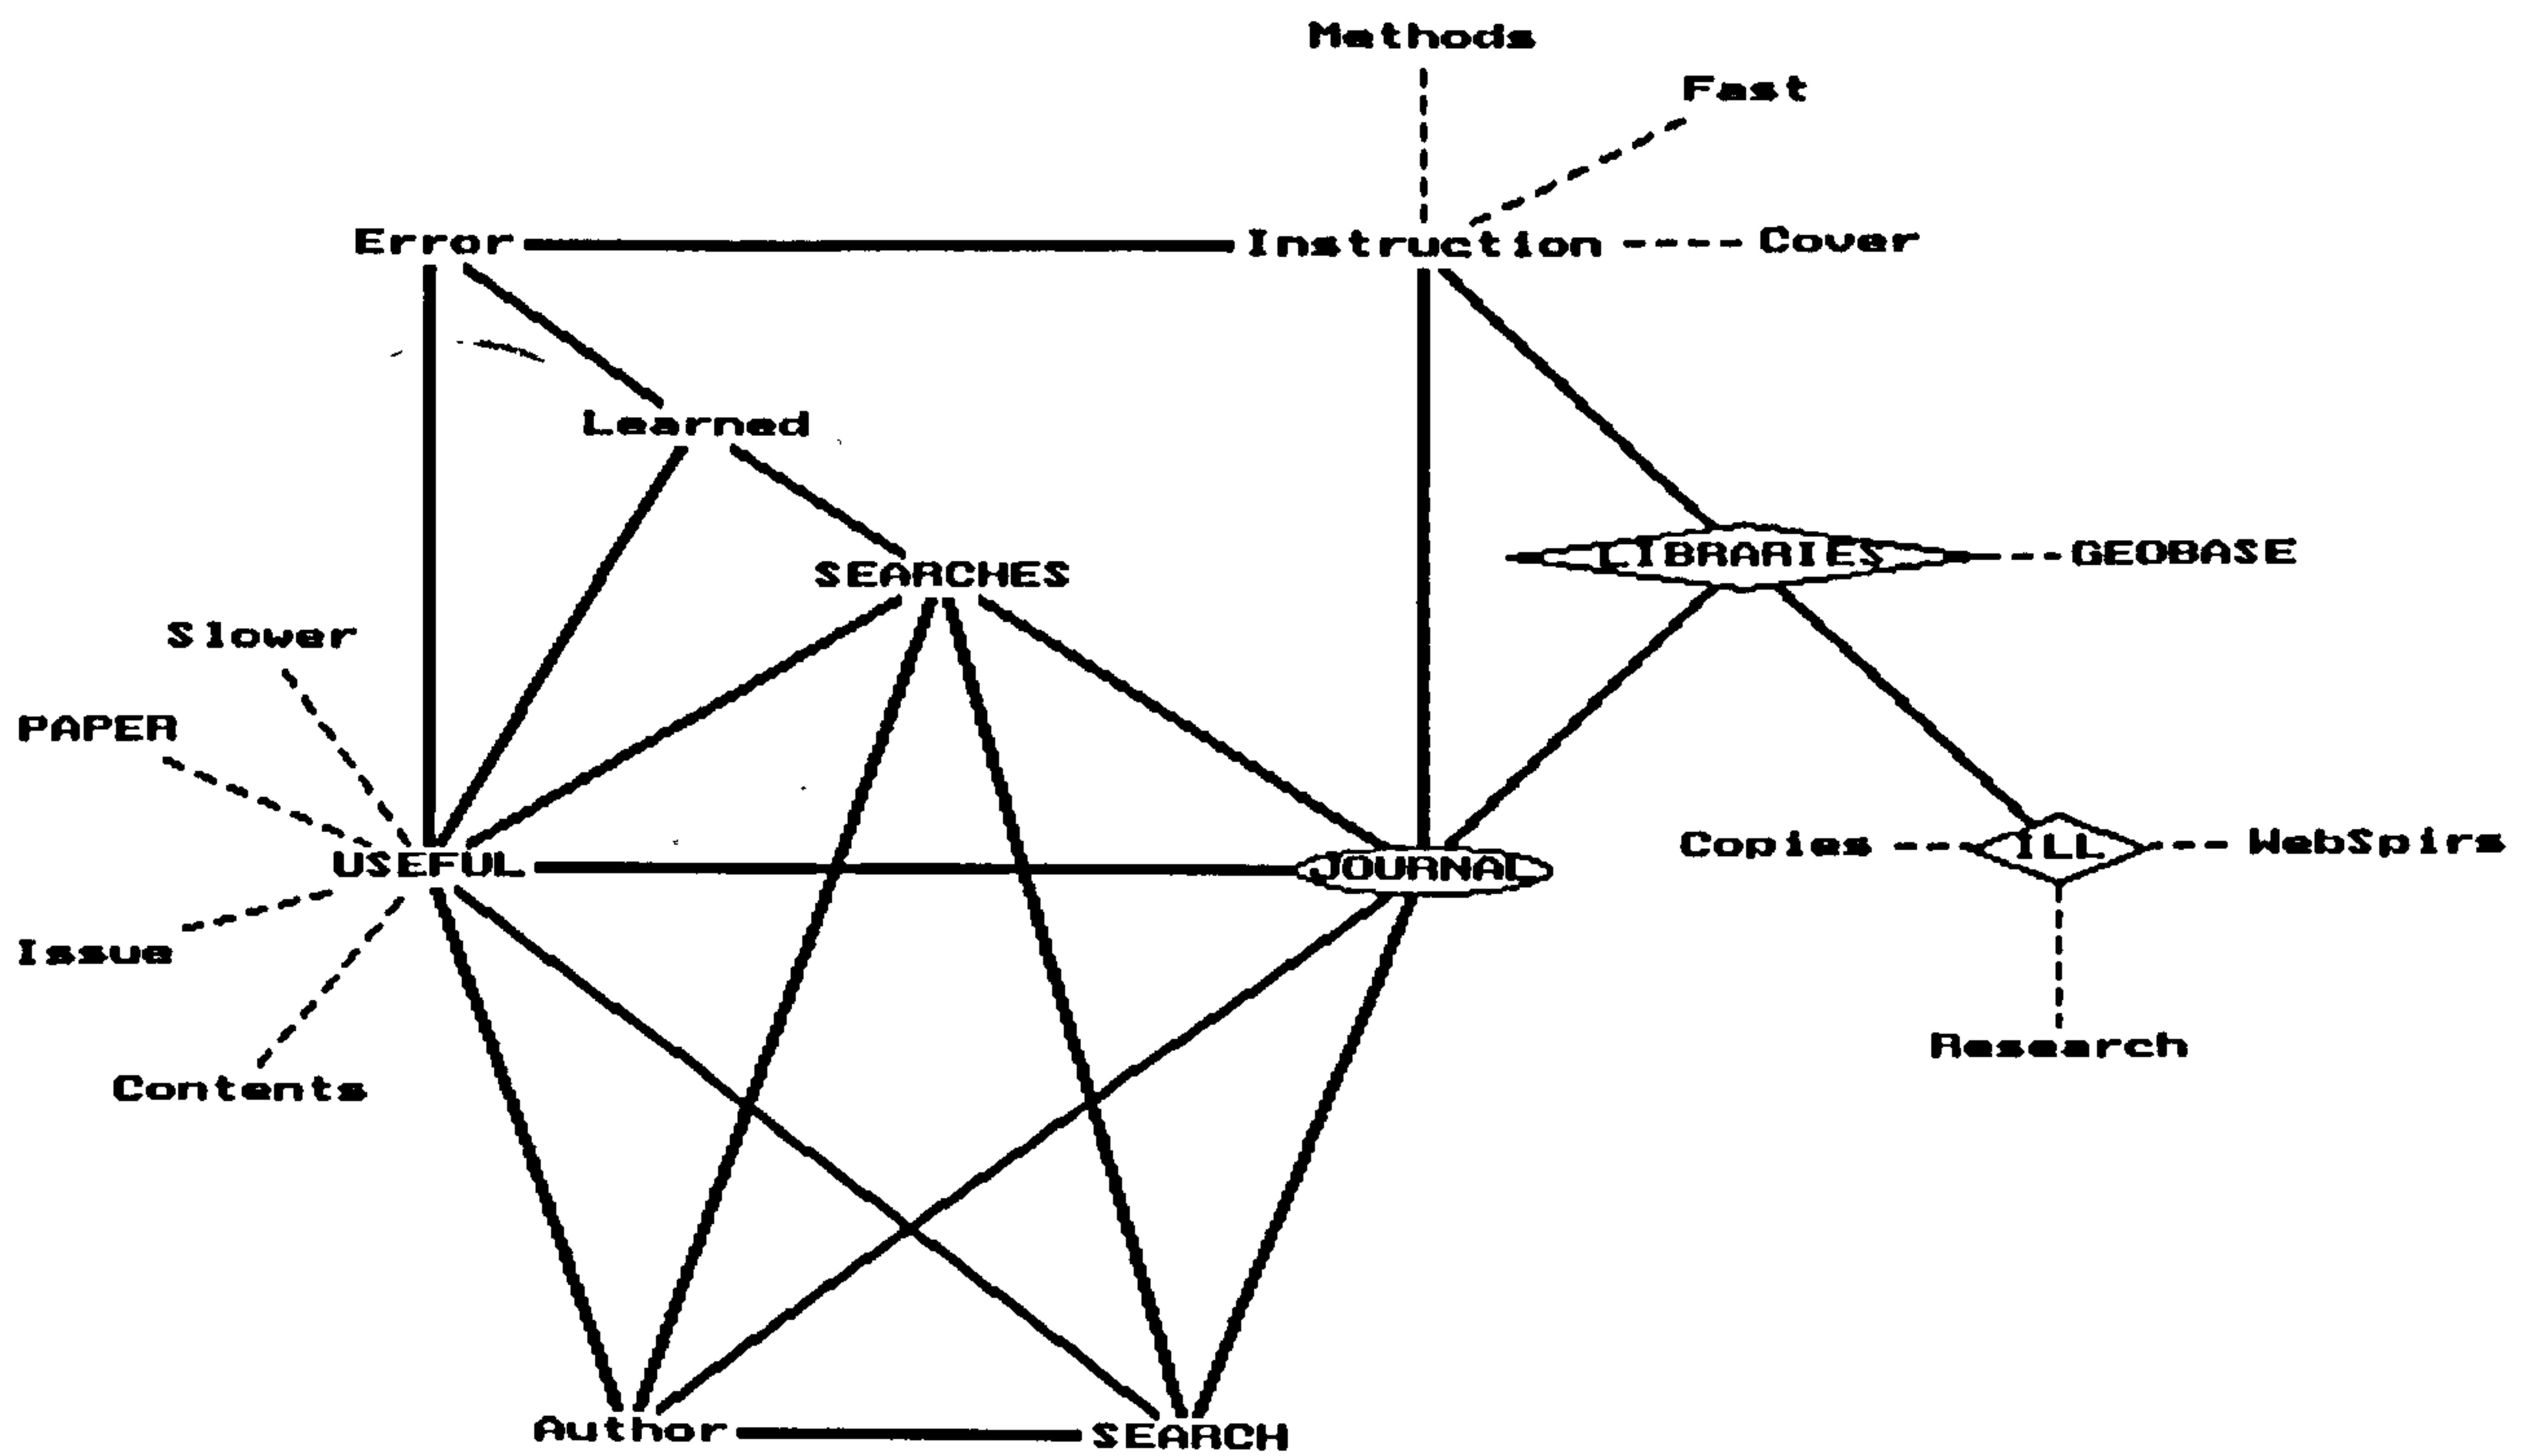 Methods
Fast
Error
Instruction
Cover
Learned
LIBRARIES
GEOBASE
SEARCHES
Slower
PAPER
USEFUL
JOURNAL
Copies
ILL
WebSpirs
Issue
Research
Contents
Author
SEARCH